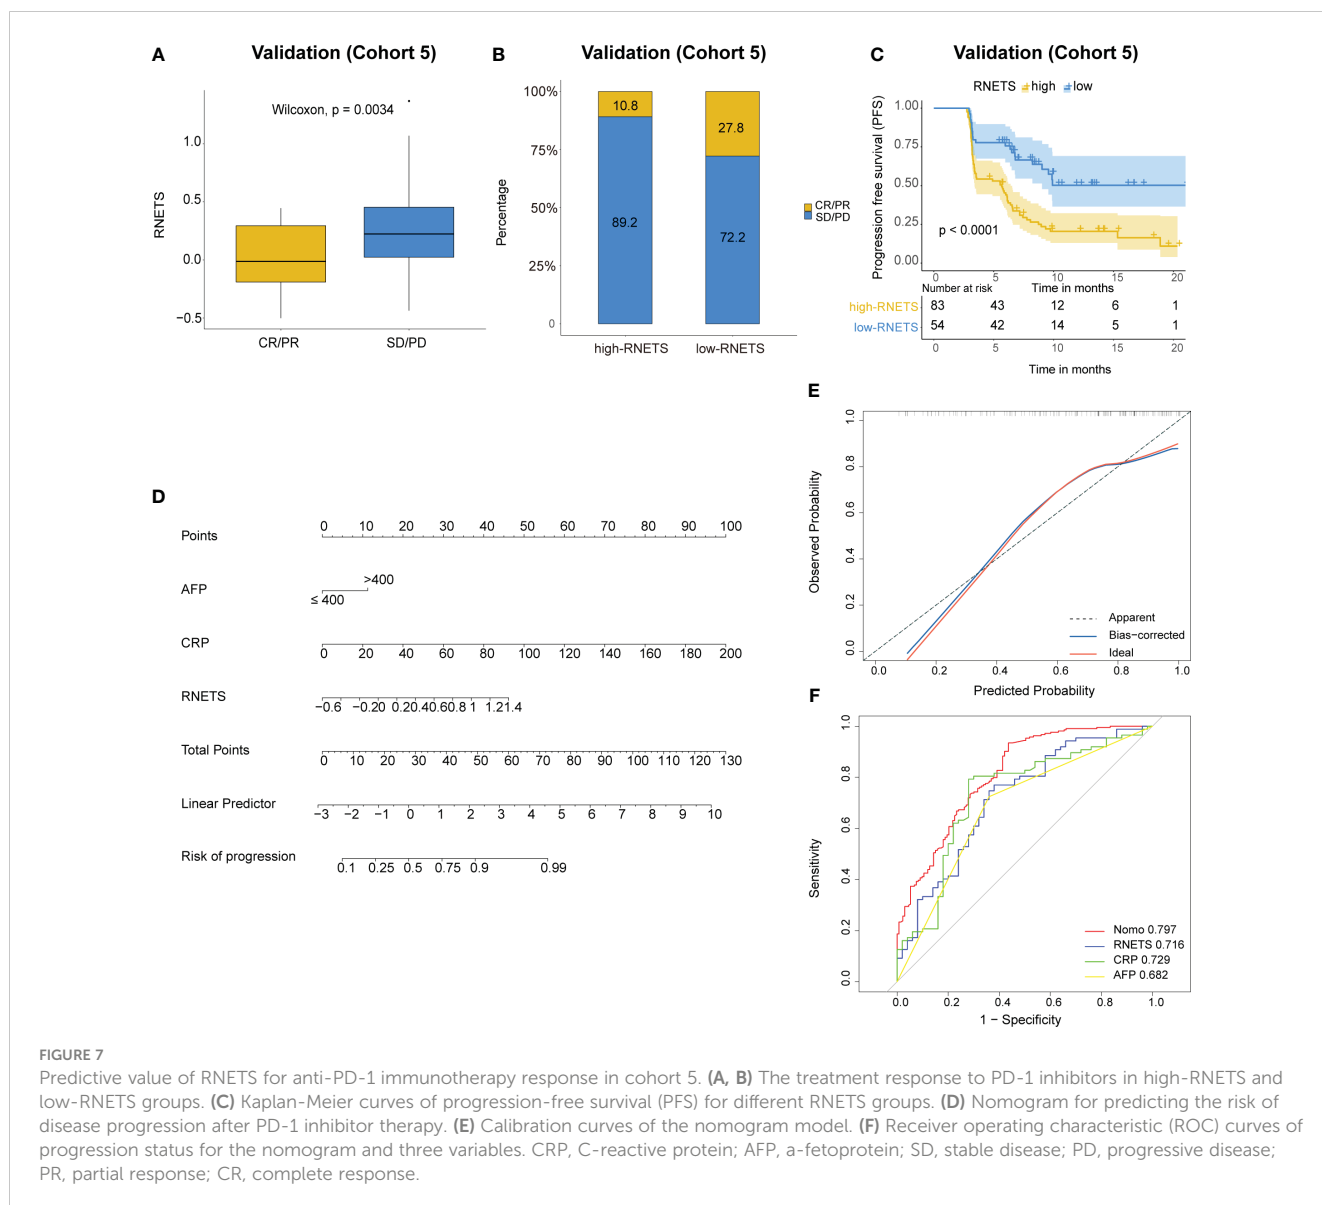 A
Validation (Cohort 5)
Wilcoxon, p = 0.0034
RNETS
1.0
0.5
0.0
−0.5
CR/PR
SD/PD
B
Validation (Cohort 5)
Percentage
100%
75%
50%
25%
0
10.8
89.2
27.8
72.2
high-RNETS
low-RNETS
CR/PR
SD/PD
C
Validation (Cohort 5)
RNETS high low
Progression free survival (PFS)
1.00
0.75
0.50
0.25
0.00
p < 0.0001
0 5 10 15 20
Number at risk
Time in months
high-RNETS 83 43 12 6 1
low-RNETS 54 42 14 5 1
0 5 10 15 20
Time in months
D
Points
0 10 20 30 40 50 60 70 80 90 100
AFP
>400
≤ 400
CRP
0 20 40 60 80 100 120 140 160 180 200
RNETS
−0.6 −0.20 0.20.40.60.8 1 1.21.4
Total Points
0 10 20 30 40 50 60 70 80 90 100 110 120 130
Linear Predictor
−3 −2 −1 0 1 2 3 4 5 6 7 8 9 10
Risk of progression
0.1 0.25 0.5 0.75 0.9 0.99
E
Observed Probability
1.0
0.8
0.6
0.4
0.2
0.0
Apparent
Bias−corrected
Ideal
0.0 0.2 0.4 0.6 0.8 1.0
Predicted Probability
F
Sensitivity
1.0
0.8
0.6
0.4
0.2
0.0
Nomo 0.797
RNETS 0.716
CRP 0.729
AFP 0.682
0.0 0.2 0.4 0.6 0.8 1.0
1 − Specificity
FIGURE 7
Predictive value of RNETS for anti-PD-1 immunotherapy response in cohort 5. (A, B) The treatment response to PD-1 inhibitors in high-RNETS and
low-RNETS groups. (C) Kaplan-Meier curves of progression-free survival (PFS) for different RNETS groups. (D) Nomogram for predicting the risk of
disease progression after PD-1 inhibitor therapy. (E) Calibration curves of the nomogram model. (F) Receiver operating characteristic (ROC) curves of
progression status for the nomogram and three variables. CRP, C-reactive protein; AFP, a-fetoprotein; SD, stable disease; PD, progressive disease;
PR, partial response; CR, complete response.